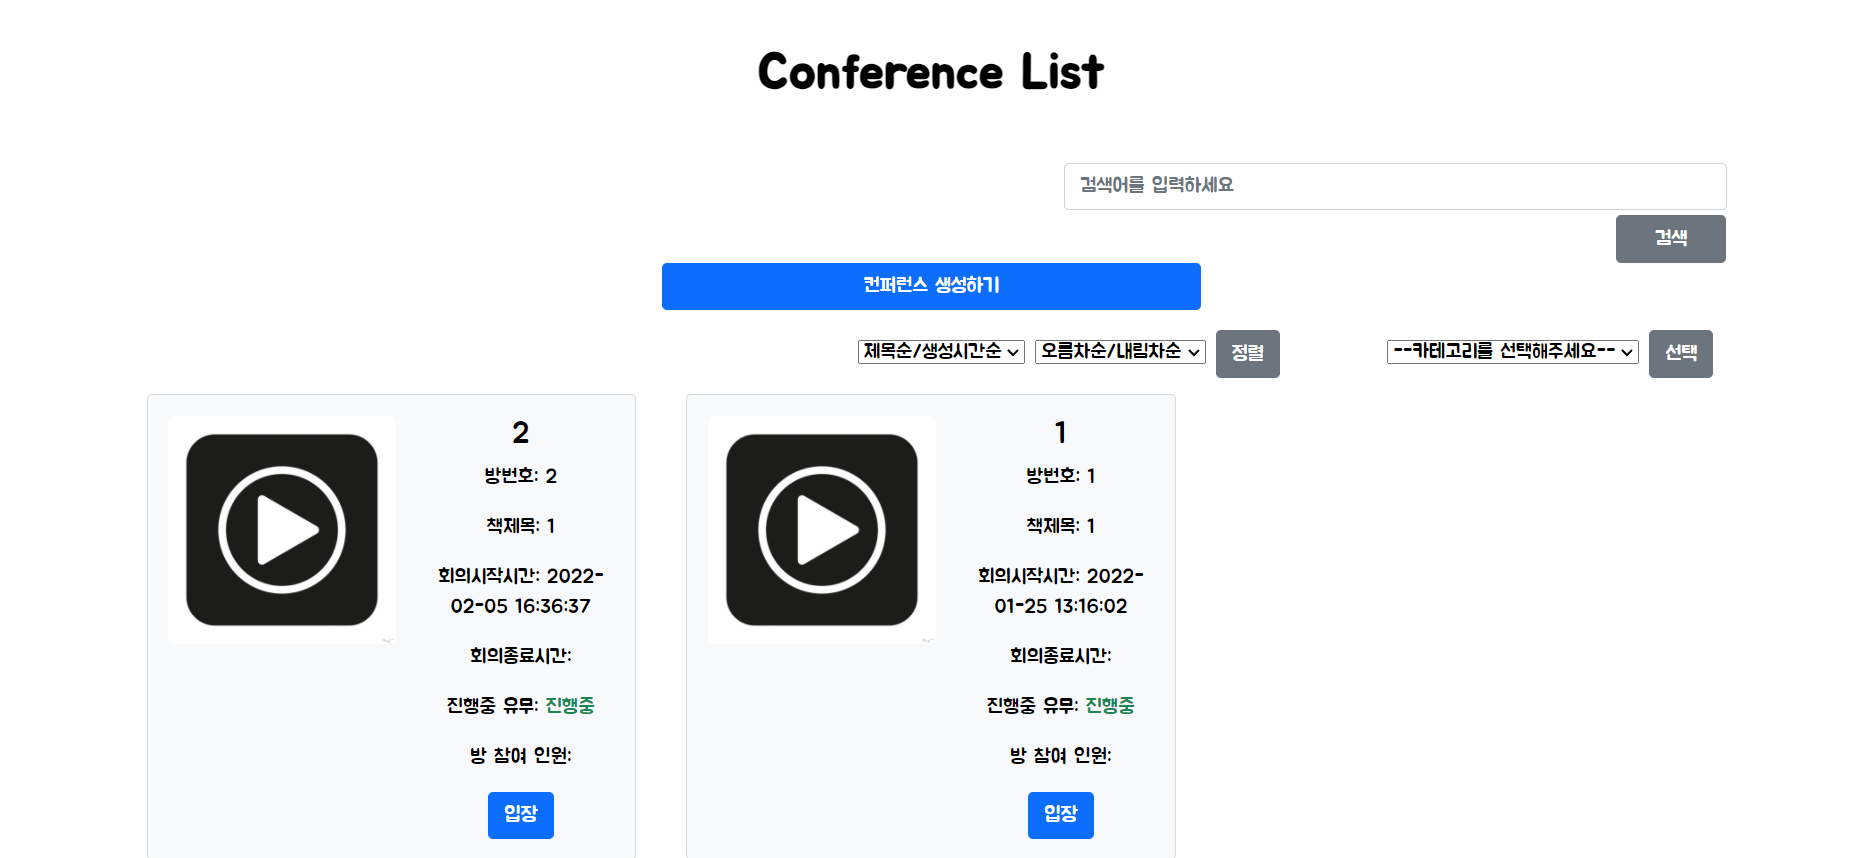 Conference List
검색어를 입력하세요
검색
컨퍼런스 생성하기
제목순/생성시간순 오름차순/내림차순 정렬 --카테고리를 선택해주세요-- 선택
2
방번호: 2
책제목: 1
회의시작시간: 2022-
02-05 16:36:37
회의종료시간:
진행중 유무: 진행중
방 참여 인원:
입장
1
방번호: 1
책제목: 1
회의시작시간: 2022-
01-25 13:16:02
회의종료시간:
진행중 유무: 진행중
방 참여 인원:
입장